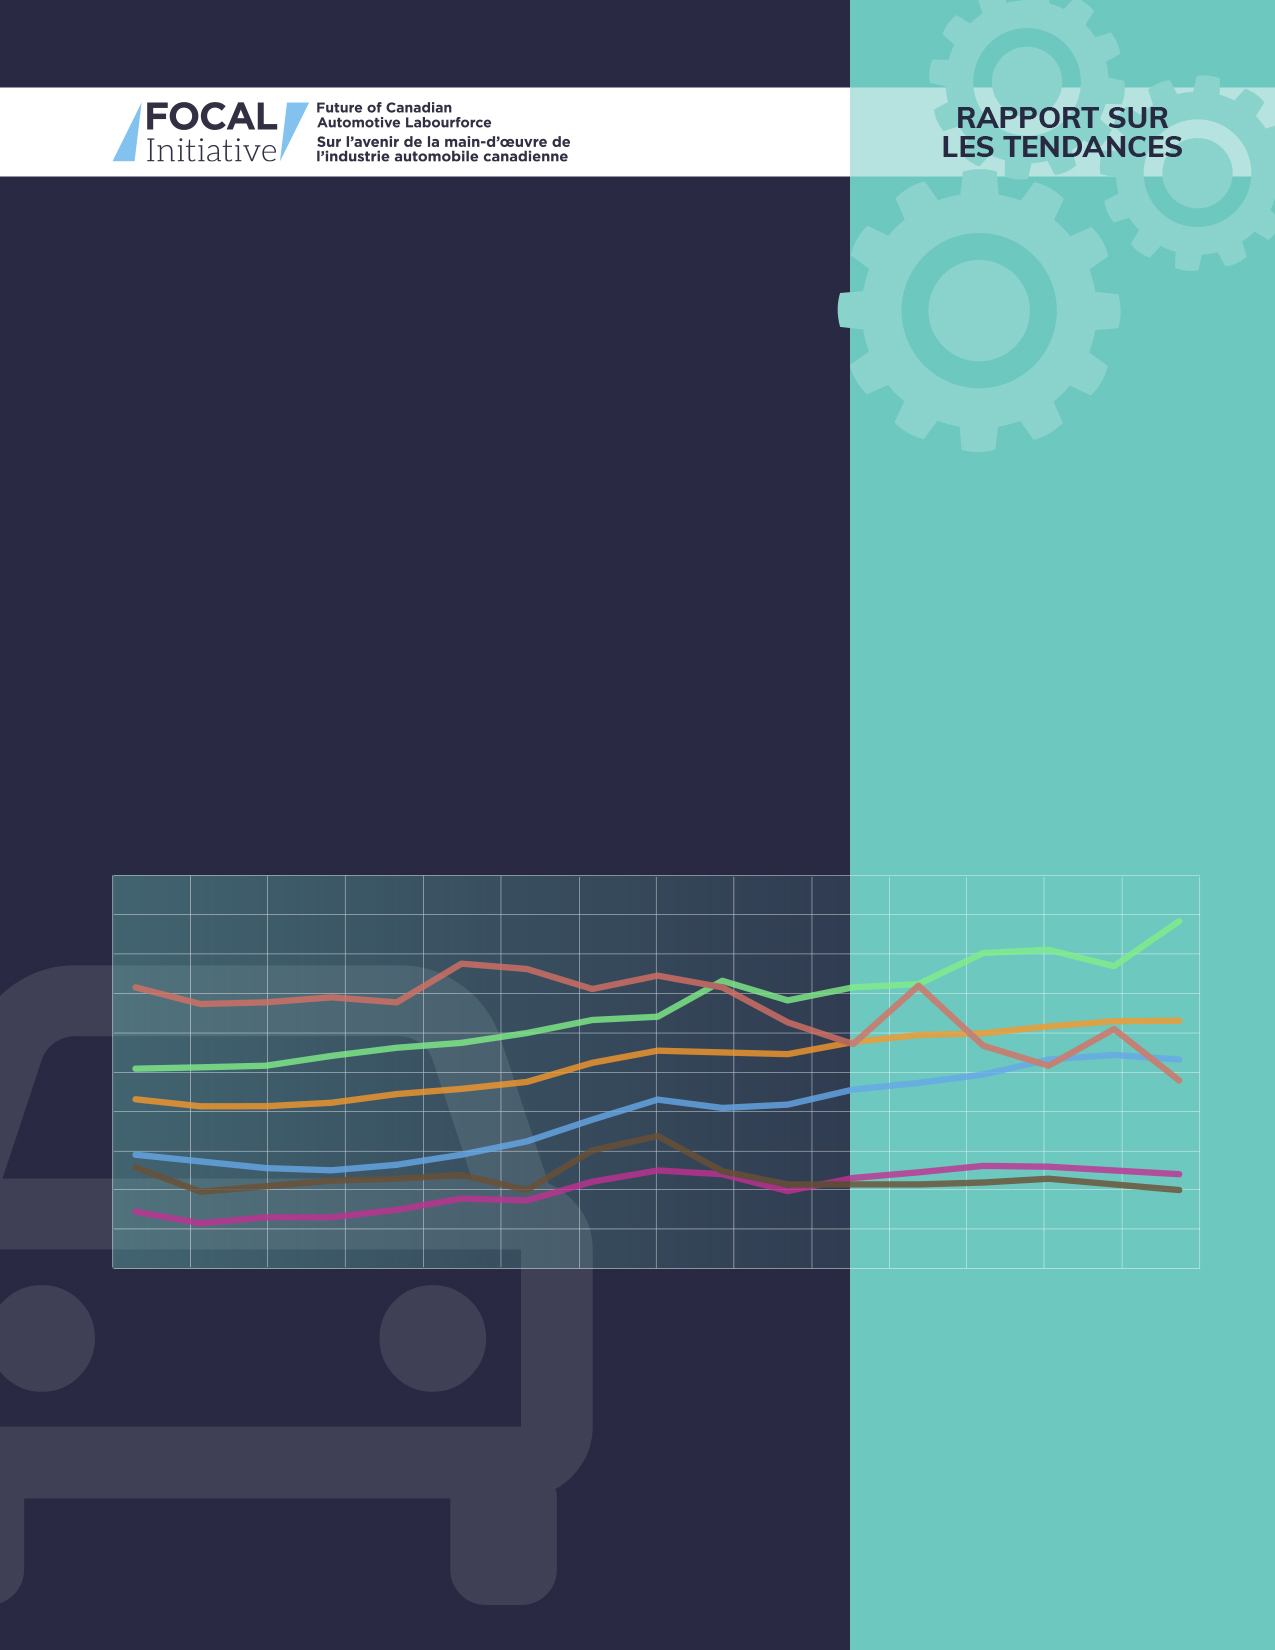 FOCAL
Initiative
Future of Canadian
Automotive Labourforce
Sur l’avenir de la main-d’œuvre de
l’industrie automobile canadienne
RAPPORT SUR
LES TENDANCES